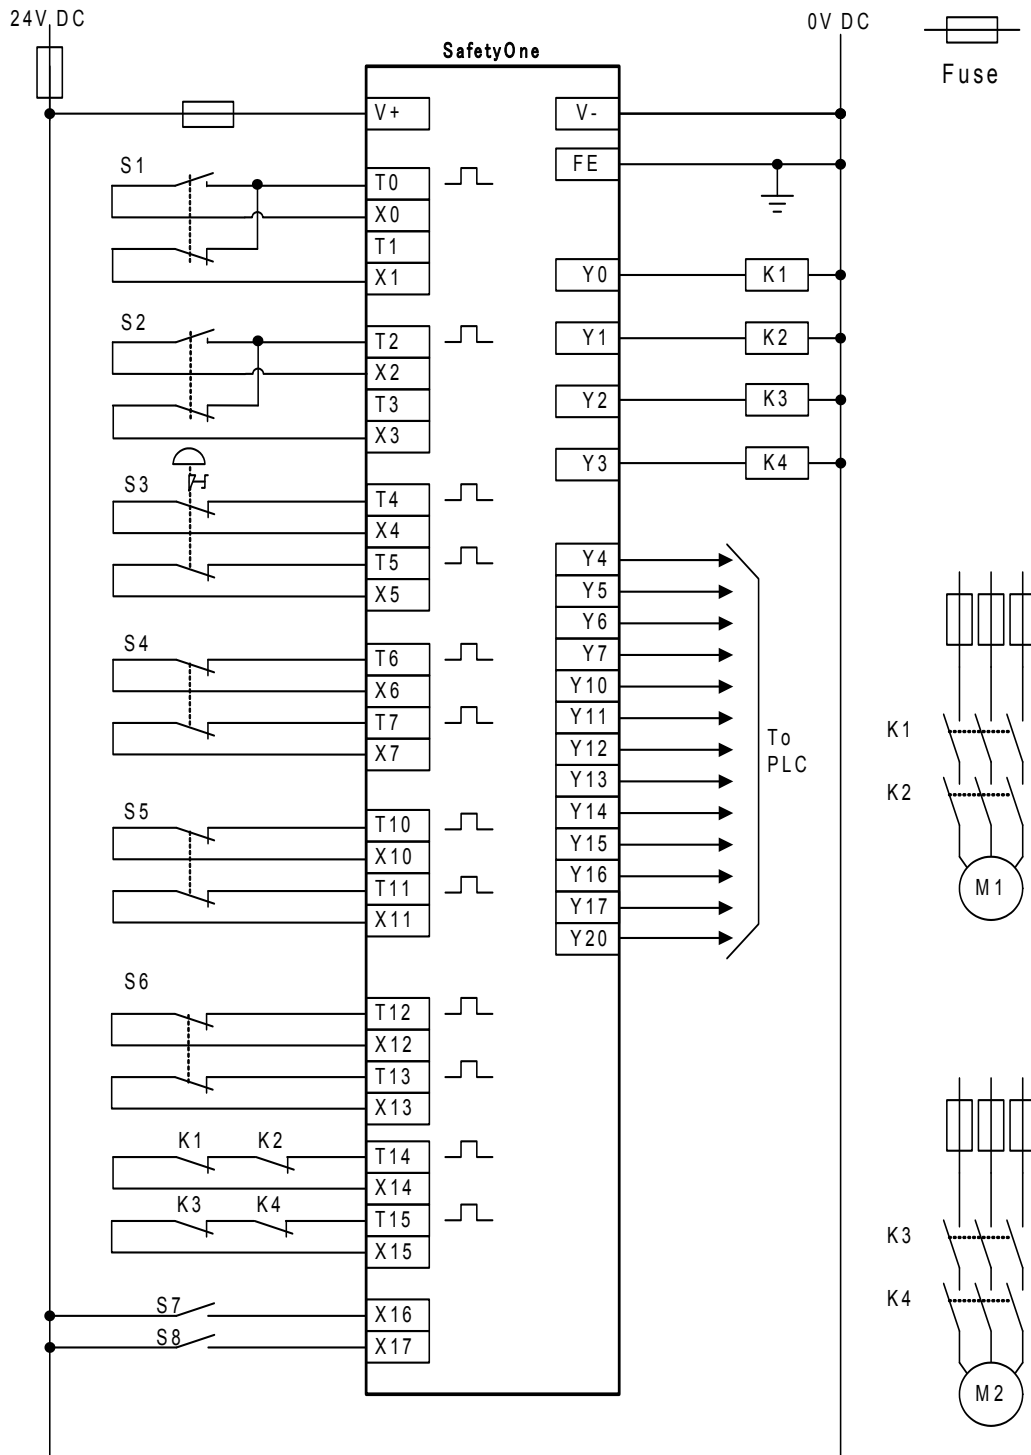 24V DC
0V DC
SafetyOne
Fuse
V+
V-
FE
S1
T0
X0
T1
X1
Y0
K1
S2
T2
X2
T3
X3
Y1
K2
Y2
K3
Y3
K4
S3
T4
X4
T5
X5
Y4
Y5
Y6
Y7
Y10
Y11
Y12
Y13
Y14
Y15
Y16
Y17
Y20
To
PLC
S4
T6
X6
T7
X7
S5
T10
X10
T11
X11
K1
K2
M1
S6
T12
X12
T13
X13
K1 K2
T14
X14
K3 K4
T15
X15
S7
X16
S8
X17
K3
K4
M2